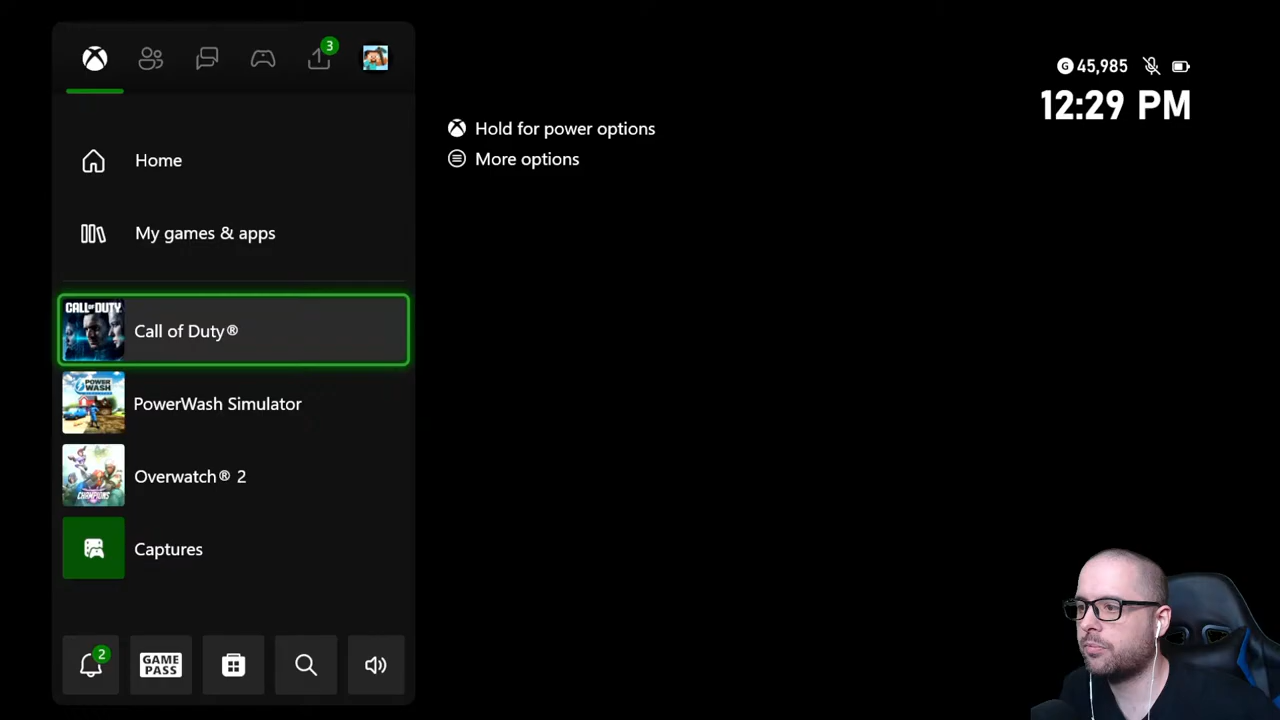 3
45,985
12:29 PM
Hold for power options
More options
Home
My games & apps
CALL OF DUTY
Call of Duty®
POWER
WASH
PowerWash Simulator
CHAMPIONS
Overwatch® 2
Captures
2
GAME
PASS